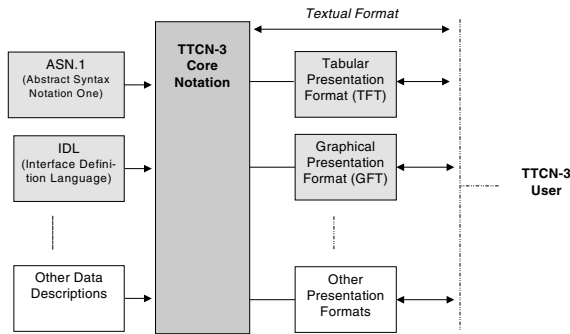 Textual Format
ASN.1
(Abstract Syntax
Notation One)
TTCN-3
Core
Notation
Tabular
Presentation
Format (TFT)
IDL
(Interface Defini-
tion Language)
Graphical
Presentation
Format (GFT)
TTCN-3
User
Other Data
Descriptions
Other
Presentation
Formats